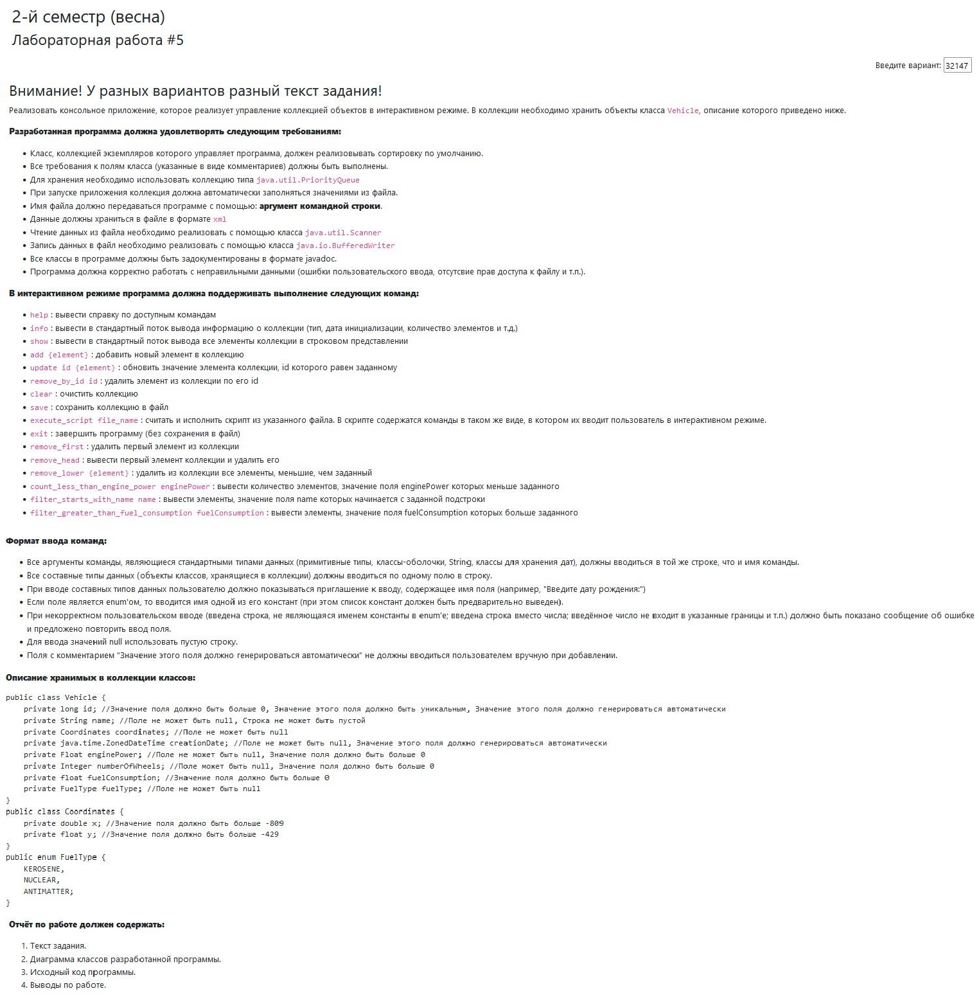 2-й семестр (весна)
Лабораторная работа #5
Введите вариант: 32147
Внимание! У разных вариантов разный текст задания!
Реализовать консольное приложение, которое реализует управление коллекцией объектов в интерактивном режиме. В коллекции необходимо хранить объекты класса Vehicle, описание которого приведено ниже.
Разработанная программа должна удовлетворять следующим требованиям:
• Класс, коллекцией экземпляров которого управляет программа, должен реализовывать сортировку по умолчанию.
• Все требования к полям класса (указанные в виде комментариев) должны быть выполнены.
• Для хранения необходимо использовать коллекцию типа java.util.PriorityQueue
• При запуске приложения коллекция должна автоматически заполняться значениями из файла.
• Имя файла должно передаваться программе с помощью: аргумент командной строки.
• Данные должны храниться в файле в формате xml
• Чтение данных из файла необходимо реализовать с помощью класса java.util.Scanner
• Запись данных в файл необходимо реализовать с помощью класса java.io.BufferedWriter
• Все классы в программе должны быть задокументированы в формате javadoc.
• Программа должна корректно работать с неправильными данными (ошибки пользовательского ввода, отсутсвие прав доступа к файлу и т.п.).
В интерактивном режиме программа должна поддерживать выполнение следующих команд:
• help : вывести справку по доступным командам
• info : вывести в стандартный поток вывода информацию о коллекции (тип, дата инициализации, количество элементов и т.д.)
• show : вывести в стандартный поток вывода все элементы коллекции в строковом представлении
• add {element} : добавить новый элемент в коллекцию
• update id {element} : обновить значение элемента коллекции, id которого равен заданному
• remove_by_id id : удалить элемент из коллекции по его id
• clear : очистить коллекцию
• save : сохранить коллекцию в файл
• execute_script file_name : считать и исполнить скрипт из указанного файла. В скрипте содержатся команды в таком же виде, в котором их вводит пользователь в интерактивном режиме.
• exit : завершить программу (без сохранения в файл)
• remove_first : удалить первый элемент из коллекции
• remove_head : вывести первый элемент коллекции и удалить его
• remove_lower {element} : удалить из коллекции все элементы, меньшие, чем заданный
• count_less_than_engine_power enginePower : вывести количество элементов, значение поля enginePower которых меньше заданного
• filter_starts_with_name name : вывести элементы, значение поля name которых начинается с заданной подстроки
• filter_greater_than_fuel_consumption fuelConsumption : вывести элементы, значение поля fuelConsumption которых больше заданного
Формат ввода команд:
• Все аргументы команды, являющиеся стандартными типами данных (примитивные типы, классы-оболочки, String, классы для хранения дат), должны вводиться в той же строке, что и имя команды.
• Все составные типы данных (объекты классов, хранящиеся в коллекции) должны вводиться по одному полю в строку.
• При вводе составных типов данных пользователю должно показываться приглашение к вводу, содержащее имя поля (например, "Введите дату рождения:")
• Если поле является enum'ом, то вводится имя одной из его констант (при этом список констант должен быть предварительно выведен).
• При некорректном пользовательском вводе (введена строка, не являющаяся именем константы в enum'е; введена строка вместо числа; введённое число не входит в указанные границы и т.п.) должно быть показано сообщение об ошибке
и предложено повторить ввод поля.
• Для ввода значений null использовать пустую строку.
• Поля с комментарием "Значение этого поля должно генерироваться автоматически" не должны вводиться пользователем вручную при добавлении.
Описание хранимых в коллекции классов:
public class Vehicle {
    private long id; //Значение поля должно быть больше 0, Значение этого поля должно быть уникальным, Значение этого поля должно генерироваться автоматически
    private String name; //Поле не может быть null, Строка не может быть пустой
    private Coordinates coordinates; //Поле не может быть null
    private java.time.ZonedDateTime creationDate; //Поле не может быть null, Значение этого поля должно генерироваться автоматически
    private Float enginePower; //Поле не может быть null, Значение поля должно быть больше 0
    private Integer numberOfWheels; //Поле может быть null, Значение поля должно быть больше 0
    private float fuelConsumption; //Значение поля должно быть больше 0
    private FuelType fuelType; //Поле не может быть null
}
public class Coordinates {
    private double x; //Значение поля должно быть больше -809
    private float y; //Значение поля должно быть больше -429
}
public enum FuelType {
    KEROSENE,
    NUCLEAR,
    ANTIMATTER;
}
Отчёт по работе должен содержать:
1. Текст задания.
2. Диаграмма классов разработанной программы.
3. Исходный код программы.
4. Выводы по работе.